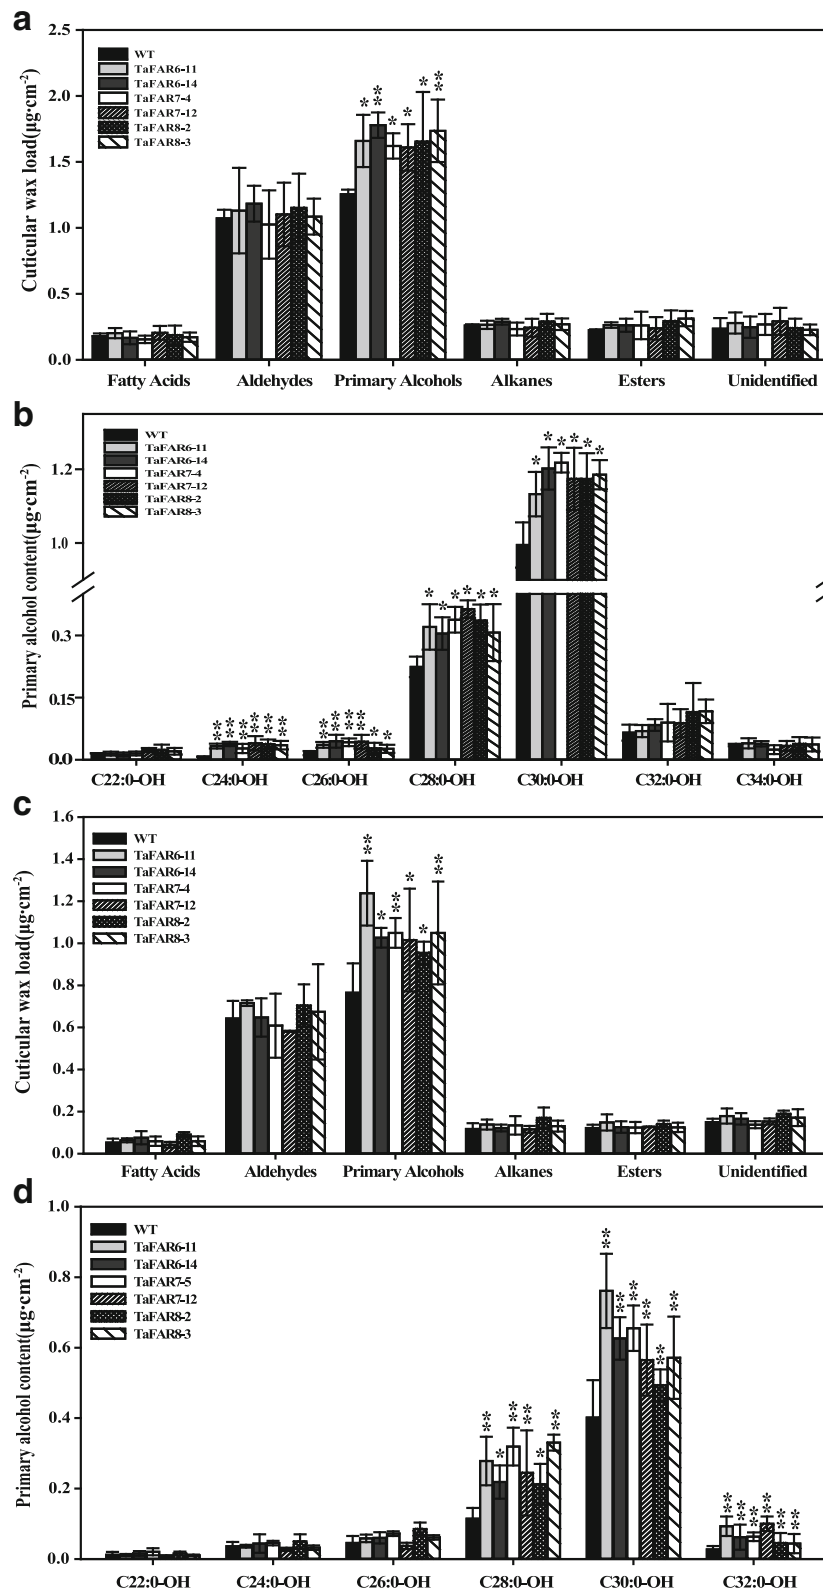 a
Cuticular wax load(µg·cm-2)
2.5
2.0
1.5
1.0
0.5
0.0
WT
TaFAR6-11
TaFAR6-14
TaFAR7-4
TaFAR7-12
TaFAR8-2
TaFAR8-3
* ** * * * **
Fatty Acids Aldehydes Primary Alcohols Alkanes Esters Unidentified
b
Primary alcohol content(µg·cm-2)
1.2
1.0
0.3
0.15
0.0
WT
TaFAR6-11
TaFAR6-14
TaFAR7-4
TaFAR7-12
TaFAR8-2
TaFAR8-3
* * * * * *
* * * * * *
** ** ** ** ** ** ** ** ** ** * *
C22:0-OH C24:0-OH C26:0-OH C28:0-OH C30:0-OH C32:0-OH C34:0-OH
c
Cuticular wax load(µg·cm-2)
1.6
1.4
1.2
1.0
0.8
0.6
0.4
0.2
0.0
WT
TaFAR6-11
TaFAR6-14
TaFAR7-4
TaFAR7-12
TaFAR8-2
TaFAR8-3
** * ** * * **
Fatty Acids Aldehydes Primary Alcohols Alkanes Esters Unidentified
d
Primary alcohol content(µg·cm-2)
1.0
0.8
0.6
0.4
0.2
0.0
WT
TaFAR6-11
TaFAR6-14
TaFAR7-5
TaFAR7-12
TaFAR8-2
TaFAR8-3
** ** ** ** ** **
** * ** ** * **
** ** ** ** ** **
C22:0-OH C24:0-OH C26:0-OH C28:0-OH C30:0-OH C32:0-OH